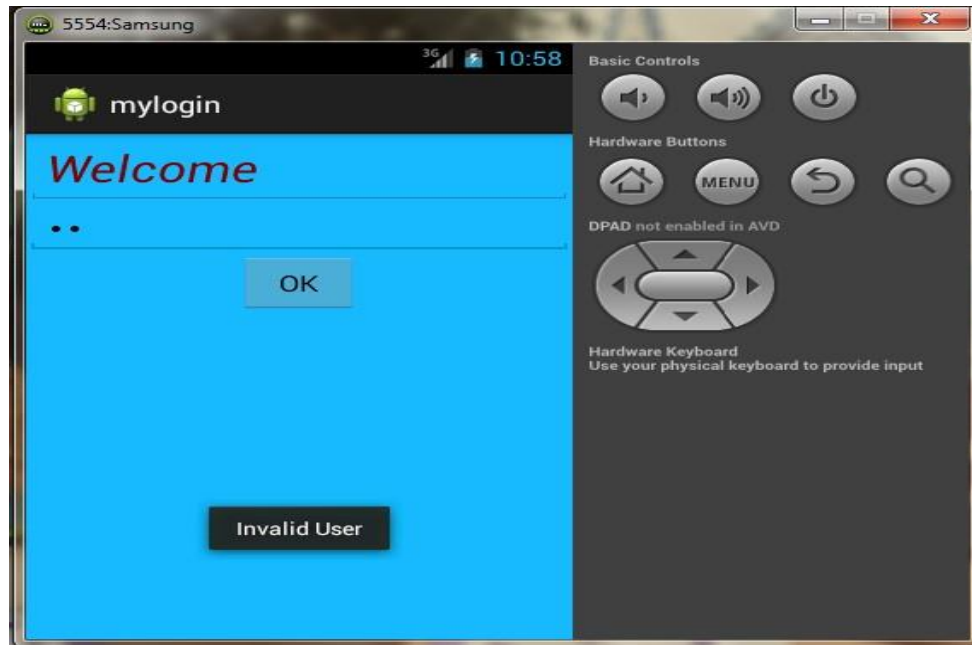 5554:Samsung
3G 10:58
mylogin
Welcome
OK
Invalid User
Basic Controls
Hardware Buttons
MENU
DPAD not enabled in AVD
Hardware Keyboard
Use your physical keyboard to provide input